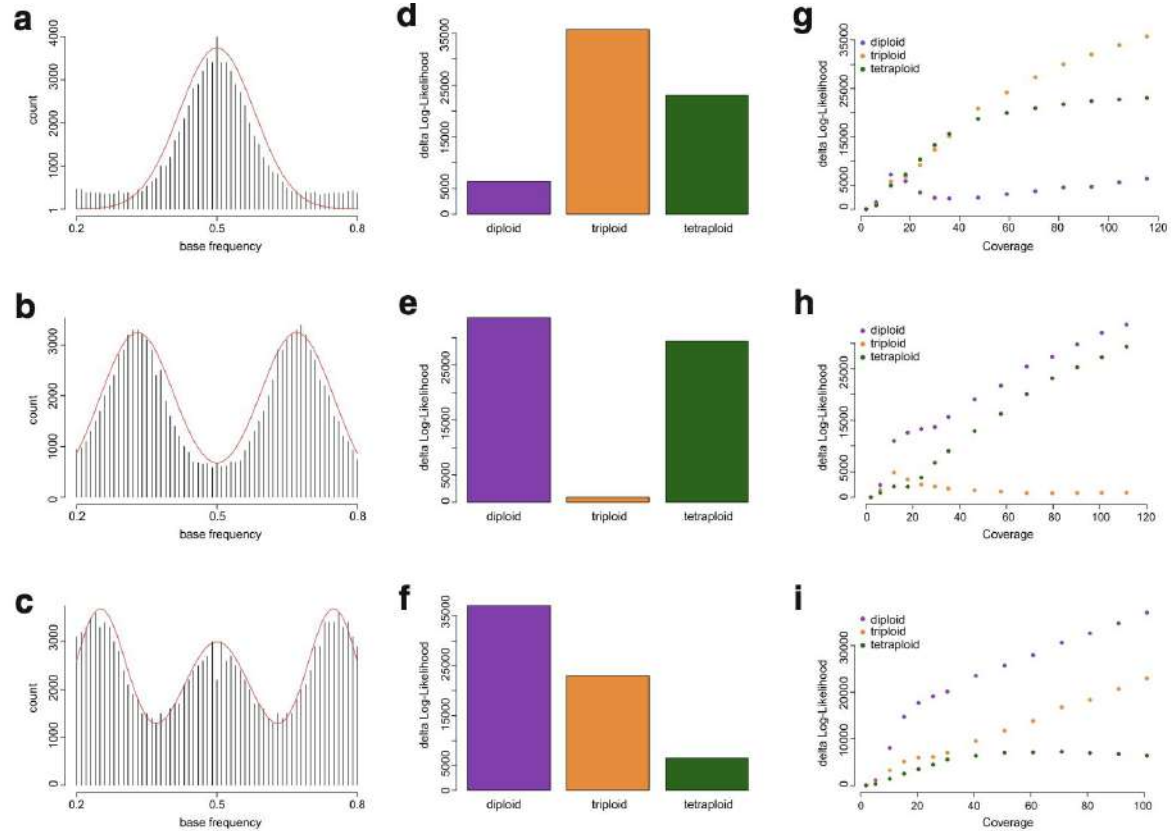 a
count
1
1000
2000
3000
4000
0.2
0.5
0.8
base frequency
d
delta Log-Likelihood
0
5000
15000
25000
35000
diploid
triploid
tetraploid
g
diploid
triploid
tetraploid
delta Log-Likelihood
0
5000
15000
25000
35000
0
20
40
60
80
100
120
Coverage
b
count
0
1000
2000
3000
0.2
0.5
0.8
base frequency
e
delta Log-Likelihood
0
5000
15000
25000
diploid
triploid
tetraploid
h
diploid
triploid
tetraploid
delta Log-Likelihood
0
5000
15000
25000
0
20
40
60
80
100
120
Coverage
c
count
0
1000
2000
3000
0.2
0.5
0.8
base frequency
f
delta Log-Likelihood
0
5000
15000
25000
35000
diploid
triploid
tetraploid
i
diploid
triploid
tetraploid
delta Log-Likelihood
0
10000
20000
30000
0
20
40
60
80
100
Coverage